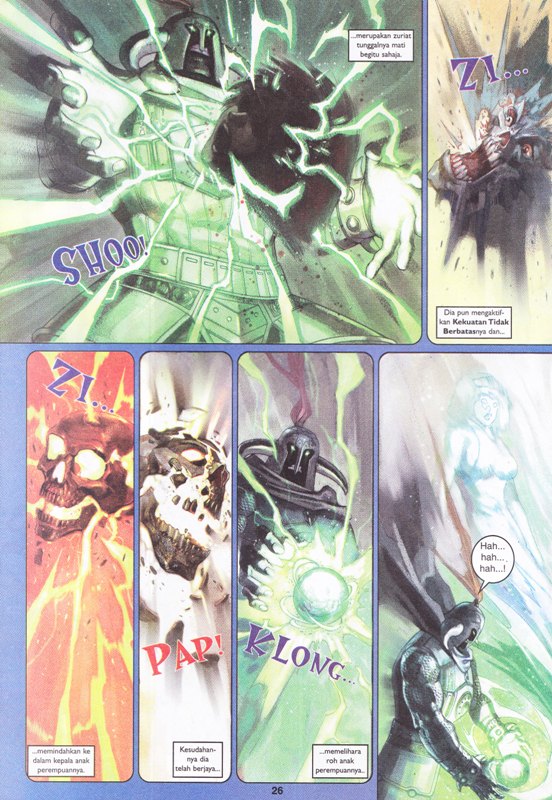 ...merupakan zuriat
tunggalnya mati
begitu sahaja.
ZI...
SHOO!
Dia pun mengaktif-
kan Kekuatan Tidak
Berbatasnya dan...
ZI...
...memindahkan ke
dalam kepala anak
perempuannya.
PAP!
Kesudahan-
nya dia
telah berjaya...
KLONG...
...memelihara
roh anak
perempuannya.
Hah...
hah...
hah...!
26